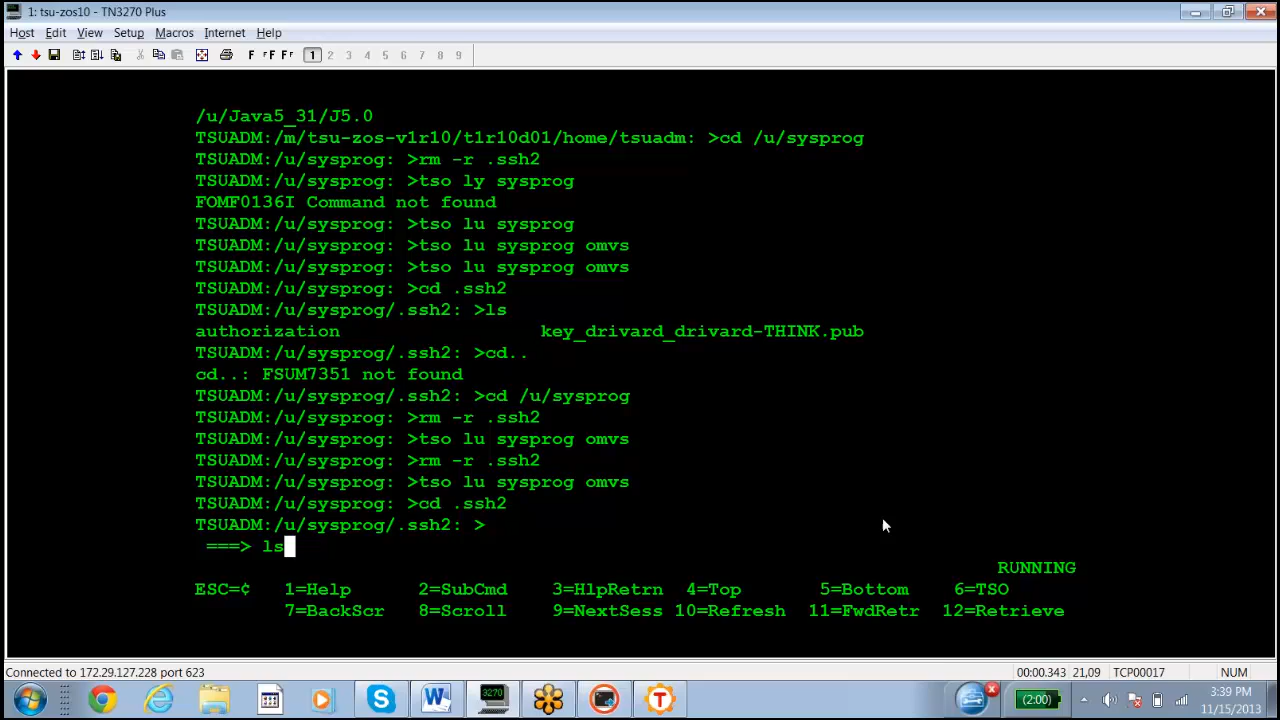 1: tsu-zos10 - TN3270 Plus
Host Edit View Setup Macros Internet Help
F rF Fr 1 2 3 4 5 6 7 8 9
/u/Java5_31/J5.0
TSUADM:/m/tsu-zos-v1r10/t1r10d01/home/tsuadm: >cd /u/sysprog
TSUADM:/u/sysprog: >rm -r .ssh2
TSUADM:/u/sysprog: >tso ly sysprog
FOMF0136I Command not found
TSUADM:/u/sysprog: >tso lu sysprog
TSUADM:/u/sysprog: >tso lu sysprog omvs
TSUADM:/u/sysprog: >tso lu sysprog omvs
TSUADM:/u/sysprog: >cd .ssh2
TSUADM:/u/sysprog/.ssh2: >ls
authorization key_drivard_drivard-THINK.pub
TSUADM:/u/sysprog/.ssh2: >cd..
cd..: FSUM7351 not found
TSUADM:/u/sysprog/.ssh2: >cd /u/sysprog
TSUADM:/u/sysprog: >rm -r .ssh2
TSUADM:/u/sysprog: >tso lu sysprog omvs
TSUADM:/u/sysprog: >rm -r .ssh2
TSUADM:/u/sysprog: >tso lu sysprog omvs
TSUADM:/u/sysprog: >cd .ssh2
TSUADM:/u/sysprog/.ssh2: >
===> ls
RUNNING
ESC=¢ 1=Help 2=SubCmd 3=HlpRetrn 4=Top 5=Bottom 6=TSO
7=BackScr 8=Scroll 9=NextSess 10=Refresh 11=FwdRetr 12=Retrieve
Connected to 172.29.127.228 port 623 00:00.343 21,09 TCP00017 NUM
3270
(2:00)
3:39 PM
11/15/2013